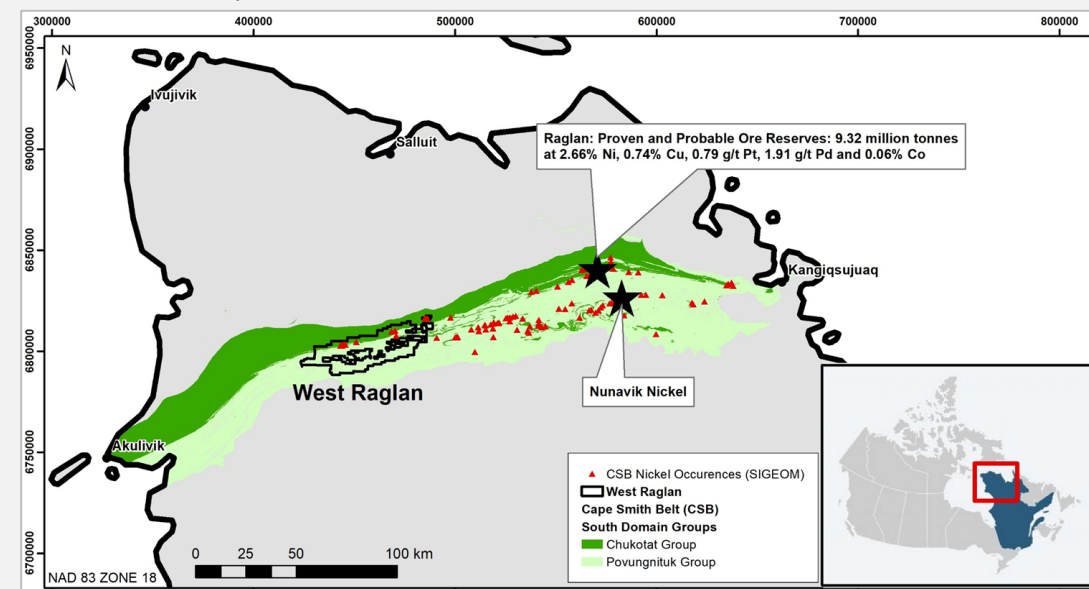 300000
400000
500000
600000
700000
800000
6950000
6900000
6850000
6800000
6750000
6700000
N
Ivujivik
Salluit
Raglan: Proven and Probable Ore Reserves: 9.32 million tonnes
at 2.66% Ni, 0.74% Cu, 0.79 g/t Pt, 1.91 g/t Pd and 0.06% Co
Kangiqsujuaq
West Raglan
Nunavik Nickel
Akulivik
CSB Nickel Occurences (SIGEOM)
West Raglan
Cape Smith Belt (CSB)
South Domain Groups
Chukotat Group
Povungnituk Group
0 25 50 100 km
NAD 83 ZONE 18